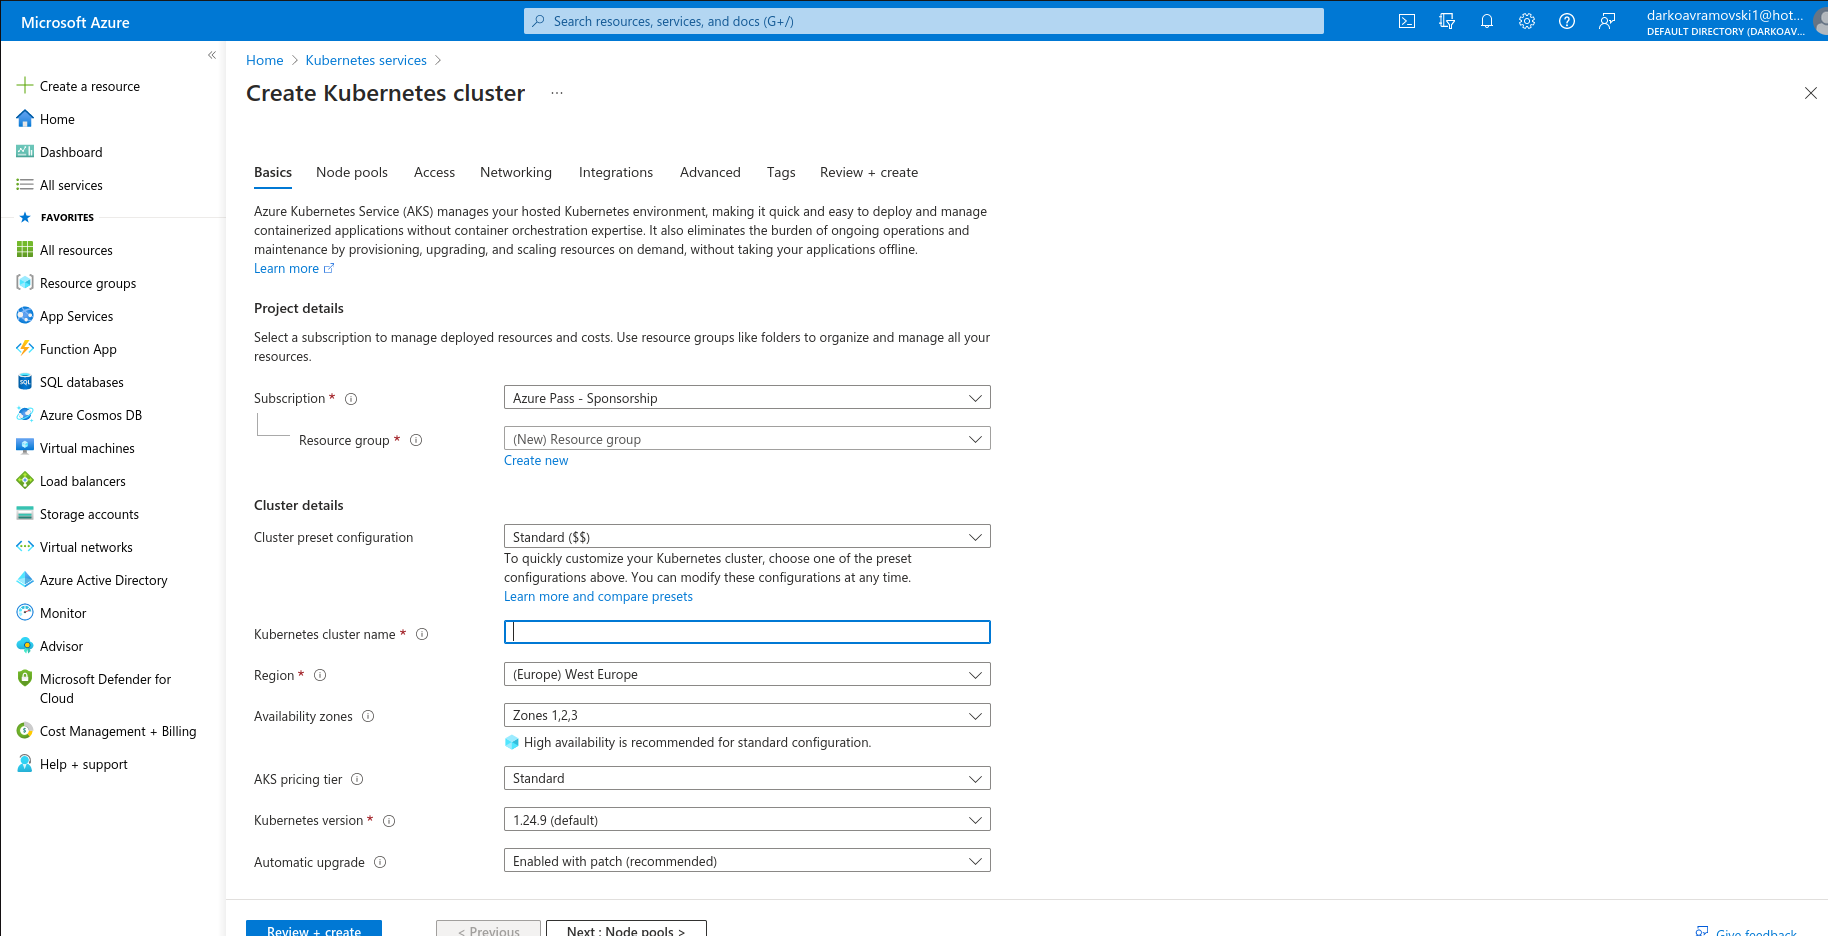 Microsoft Azure
Search resources, services, and docs (G+/)
darkoavramovski1@hot...
DEFAULT DIRECTORY (DARKOAV...
Create a resource
Home
Dashboard
All services
FAVORITES
All resources
Resource groups
App Services
Function App
SQL databases
Azure Cosmos DB
Virtual machines
Load balancers
Storage accounts
Virtual networks
Azure Active Directory
Monitor
Advisor
Microsoft Defender for
Cloud
Cost Management + Billing
Help + support
Home > Kubernetes services >
Create Kubernetes cluster ...
Basics Node pools Access Networking Integrations Advanced Tags Review + create
Azure Kubernetes Service (AKS) manages your hosted Kubernetes environment, making it quick and easy to deploy and manage
containerized applications without container orchestration expertise. It also eliminates the burden of ongoing operations and
maintenance by provisioning, upgrading, and scaling resources on demand, without taking your applications offline.
Learn more
Project details
Select a subscription to manage deployed resources and costs. Use resource groups like folders to organize and manage all your
resources.
Subscription * Azure Pass - Sponsorship
Resource group * (New) Resource group
Create new
Cluster details
Cluster preset configuration Standard ($$)
To quickly customize your Kubernetes cluster, choose one of the preset
configurations above. You can modify these configurations at any time.
Learn more and compare presets
Kubernetes cluster name *
Region * (Europe) West Europe
Availability zones Zones 1,2,3
High availability is recommended for standard configuration.
AKS pricing tier Standard
Kubernetes version * 1.24.9 (default)
Automatic upgrade Enabled with patch (recommended)
Review + create < Previous Next : Node pools > Give feedback